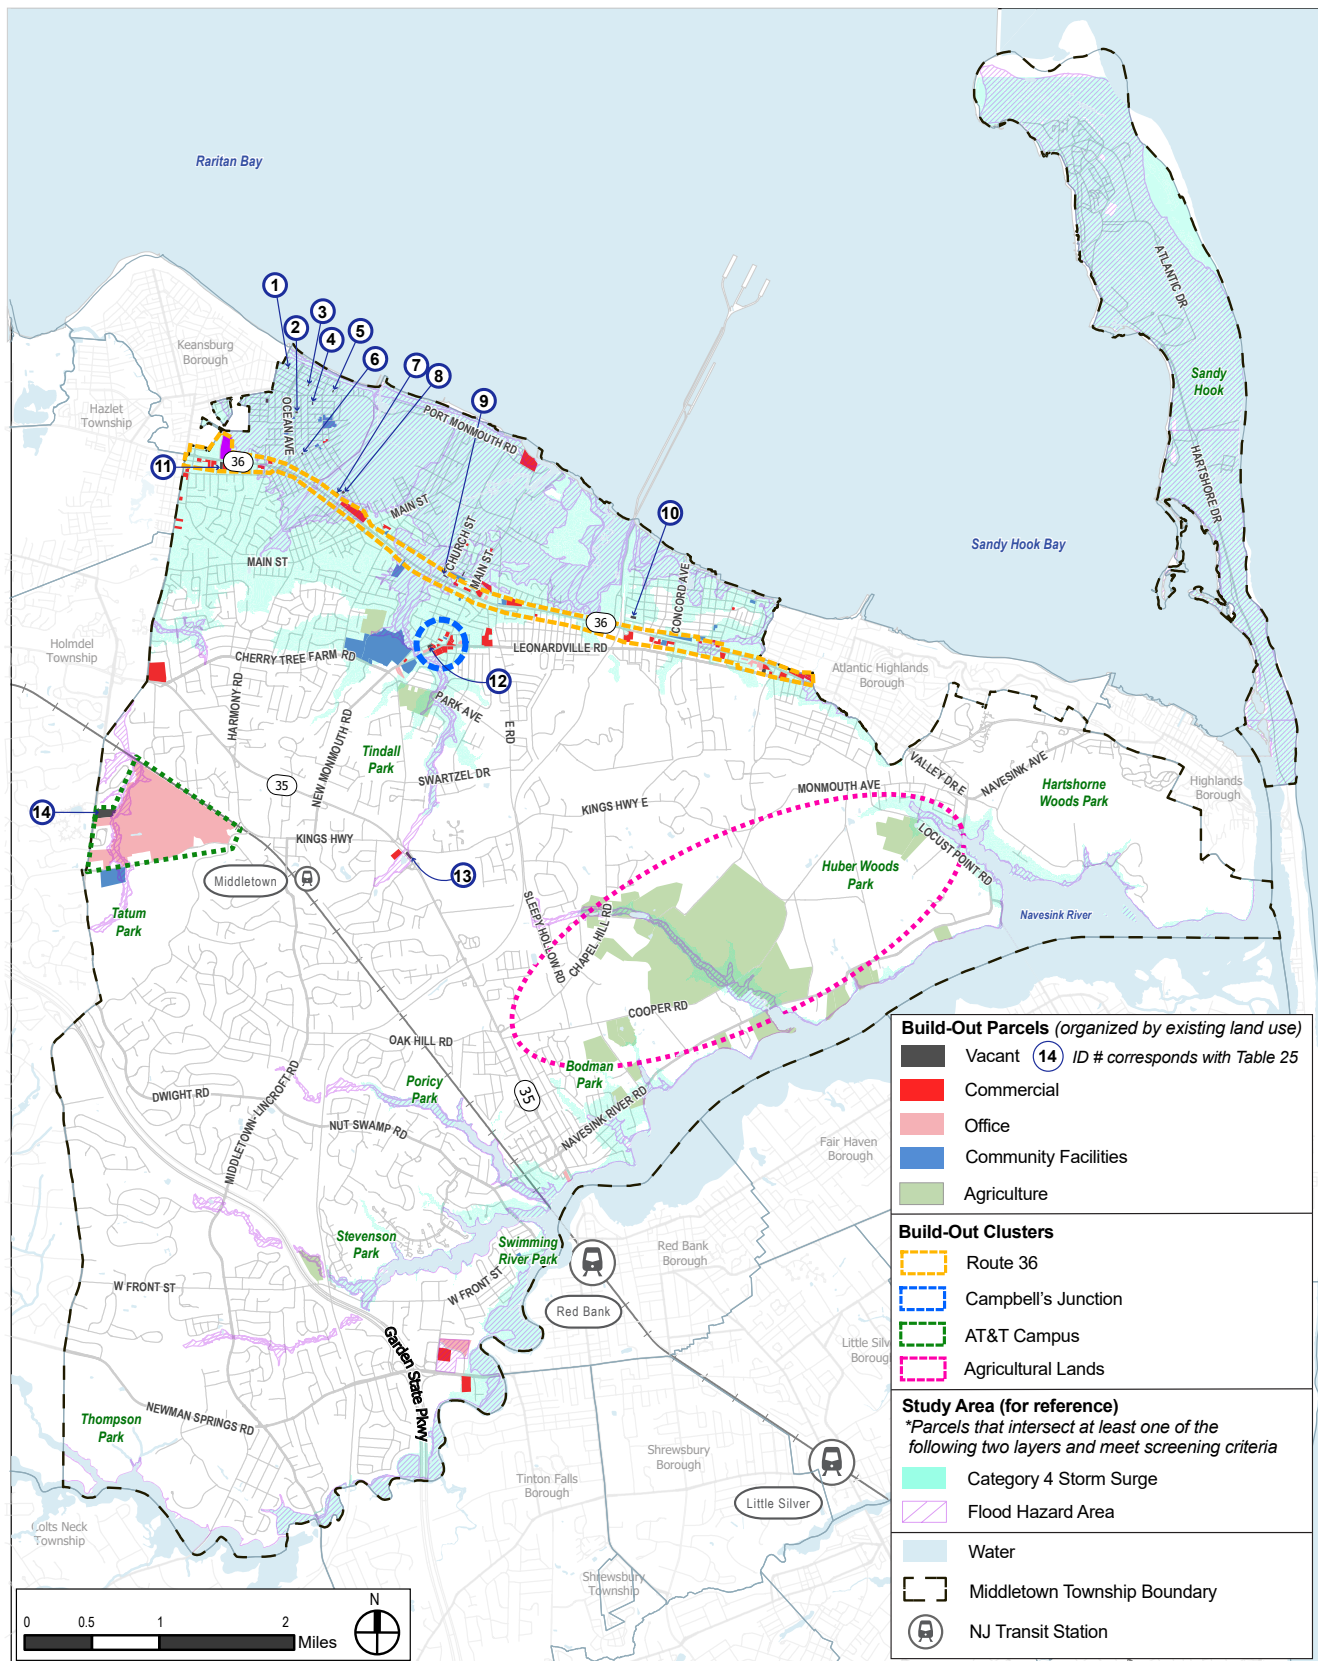 Raritan Bay
ATLANTIC DR
1
3
2
4
5
Keansburg
Borough
6
7
8
Sandy
Hook
9
Hazlet
Township
OCEAN AVE
PORT MONMOUTH RD
11
36
HARTSHORE DR
MAIN ST
10
Sandy Hook Bay
CHURCH ST
MAIN ST
MAIN ST
CONCORD AVE
36
Holmdel
Township
CHERRY TREE FARM RD
LEONARDVILLE RD
Atlantic Highlands
Borough
12
HARMONY RD
PARK AVE
NEW MONMOUTH RD
E RD
Tindall
Park
SWARTZEL DR
VALLEY DR E
NAVESINK AVE
Hartshorne
Woods Park
Highlands
Borough
35
MONMOUTH AVE
14
KINGS HWY E
KINGS HWY
LOCUST POINT RD
Huber Woods
Park
Middletown
13
Tatum
Park
SLEEPY HOLLOW RD
CHAPEL HILL RD
Navesink River
COOPER RD
OAK HILL RD
Bodman
Park
Poricy
Park
35
DWIGHT RD
MIDDLETOWN- LINCROFT RD
NUT SWAMP RD
NAVESINK RIVER RD
Fair Haven
Borough
Stevenson
Park
Swimming
River Park
Red Bank
Borough
W FRONT ST
W FRONT ST
Red Bank
Garden State Pkwy
Little Silv
Boroug
NEWMAN SPRINGS RD
Thompson
Park
Shrewsbury
Borough
Tinton Falls
Borough
Little Silver
Colts Neck
Township
Shrewsbury
Township
Build-Out Parcels (organized by existing land use)
Vacant 14 ID # corresponds with Table 25
Commercial
Office
Community Facilities
Agriculture
Build-Out Clusters
Route 36
Campbell's Junction
AT&T Campus
Agricultural Lands
Study Area (for reference)
*Parcels that intersect at least one of the
following two layers and meet screening criteria
Category 4 Storm Surge
Flood Hazard Area
Water
Middletown Township Boundary
NJ Transit Station
0 0.5 1 2
Miles
N